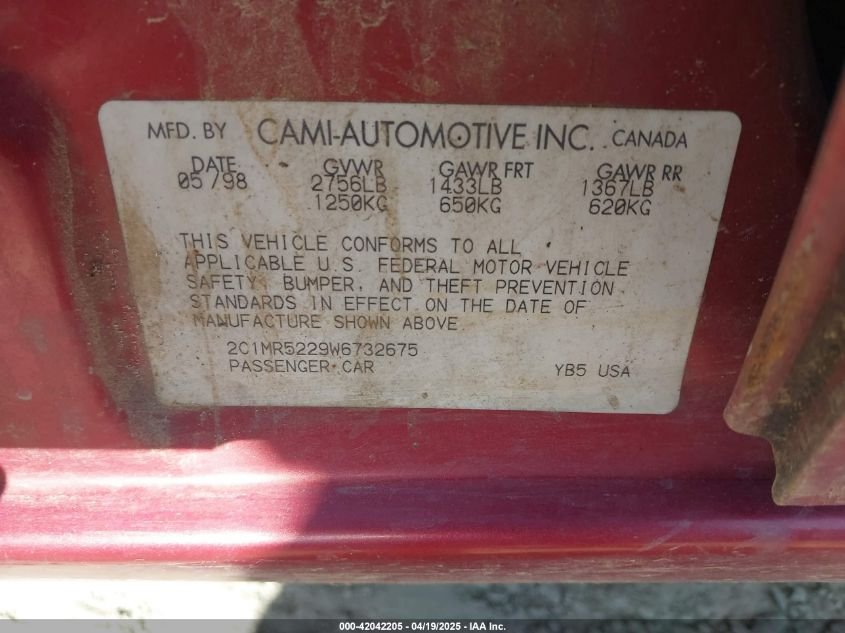 MFD. BY CAMI-AUTOMOTIVE INC. CANADA
DATE GVWR GAWR FRT GAWR RR
05/98 2756LB 1433LB 1367LB
1250KG 650KG 620KG
THIS VEHICLE CONFORMS TO ALL
APPLICABLE U.S. FEDERAL MOTOR VEHICLE
SAFETY, BUMPER, AND THEFT PREVENTION
STANDARDS IN EFFECT ON THE DATE OF
MANUFACTURE SHOWN ABOVE
2C1MR5229W6732675
PASSENGER CAR YB5 USA
000-42042205 - 04/19/2025 - IAA Inc.